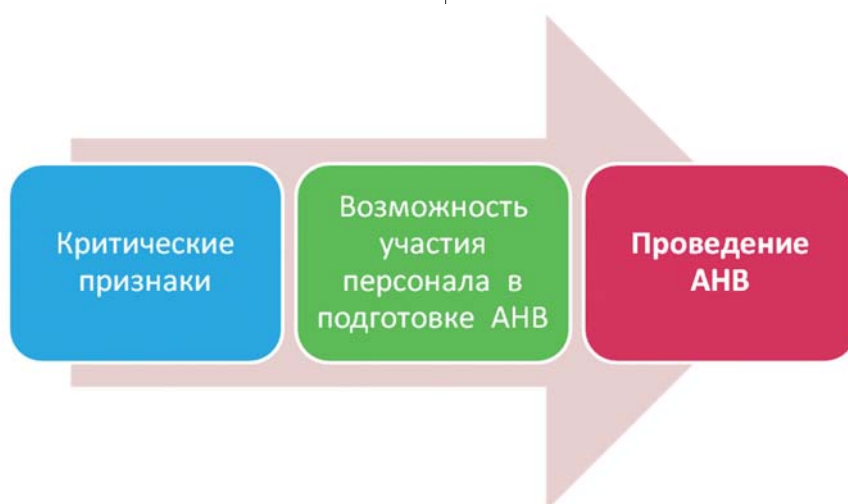 Критические
признаки
Возможность
участия
персонала в
подготовке АНВ
Проведение
АНВ